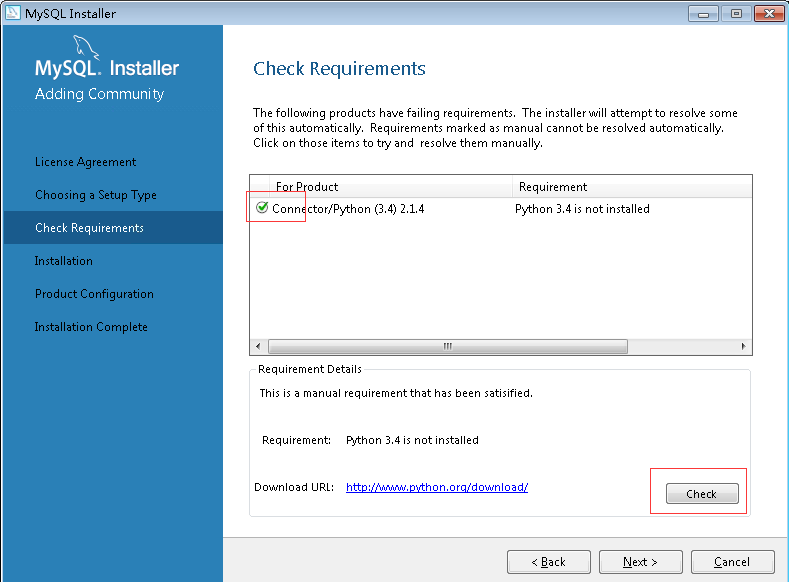 MySQL Installer
MySQL. Installer
Adding Community
License Agreement
Choosing a Setup Type
Check Requirements
Installation
Product Configuration
Installation Complete
Check Requirements
The following products have failing requirements. The installer will attempt to resolve some
of this automatically. Requirements marked as manual cannot be resolved automatically.
Click on those items to try and resolve them manually.
For Product Requirement
Connector/Python (3.4) 2.1.4 Python 3.4 is not installed
Requirement Details
This is a manual requirement that has been satisified.
Requirement: Python 3.4 is not installed
Download URL: http://www.python.org/download/
Check
< Back Next > Cancel